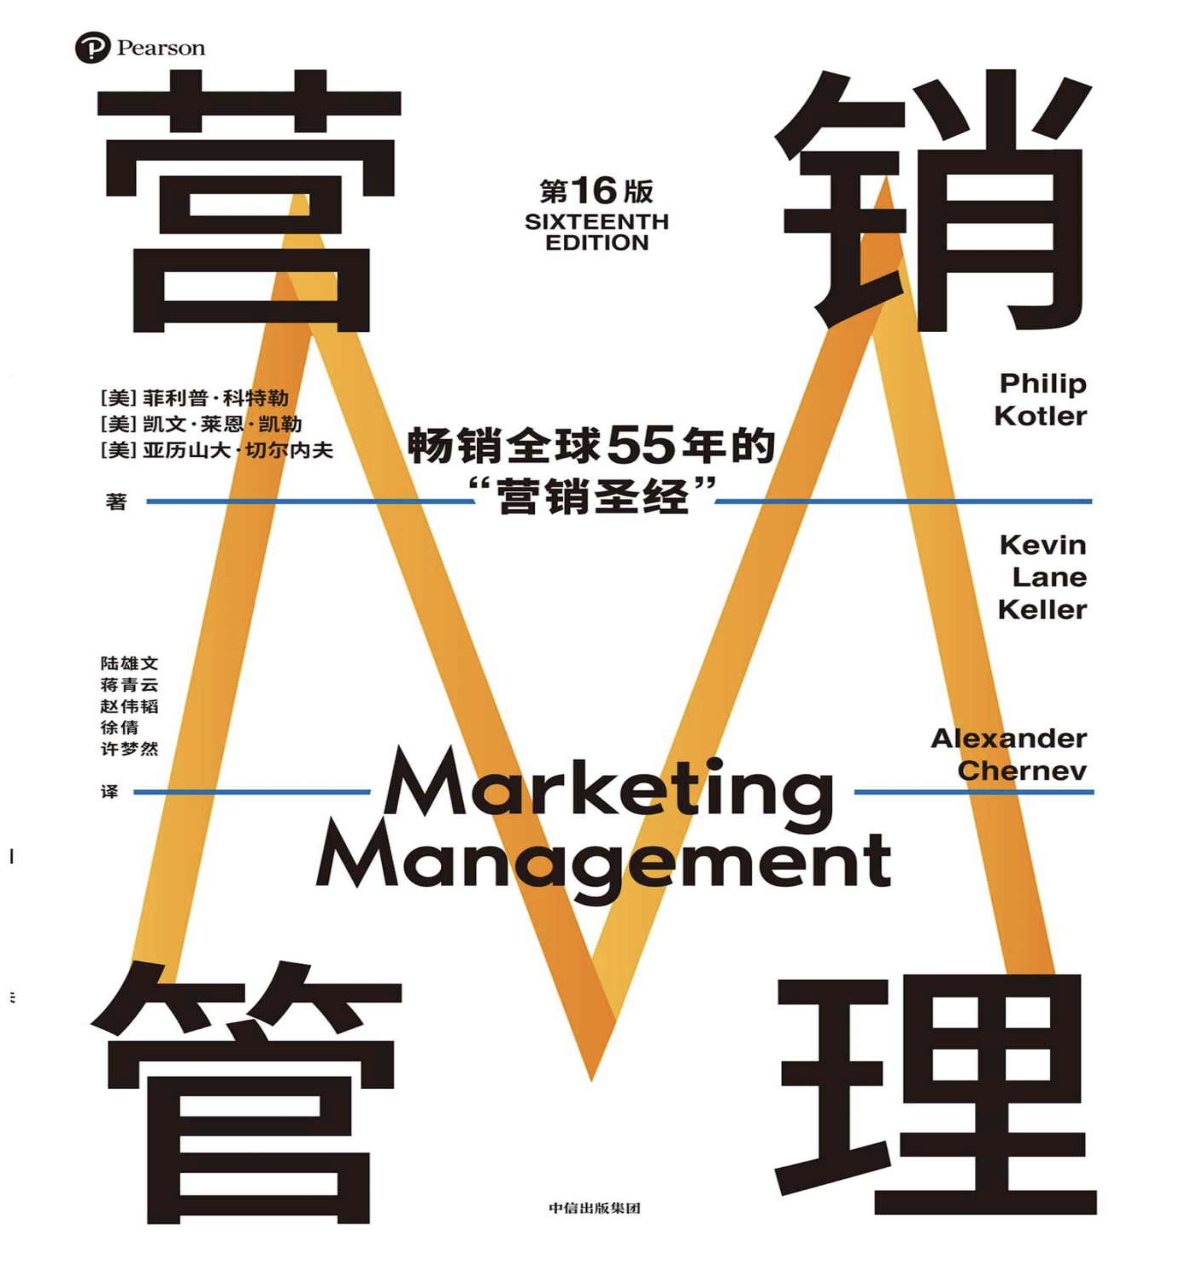 Pearson
营销
第16版
SIXTEENTH
EDITION
[美] 菲利普·科特勒
[美] 凯文·莱恩·凯勒
[美] 亚历山大·切尔内夫
著
Philip
Kotler
畅销全球55年的
“营销圣经”
Kevin
Lane
Keller
陆雄文
蒋青云
赵伟韬
徐倩
许梦然
译
Alexander
Chernev
Marketing
Management
管理
中信出版集团